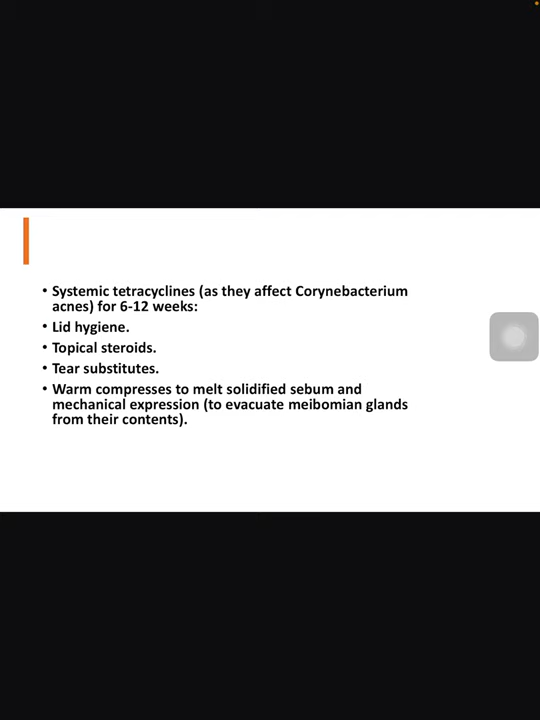 • Systemic tetracyclines (as they affect Corynebacterium
acnes) for 6-12 weeks:
• Lid hygiene.
• Topical steroids.
• Tear substitutes.
• Warm compresses to melt solidified sebum and
mechanical expression (to evacuate meibomian glands
from their contents).